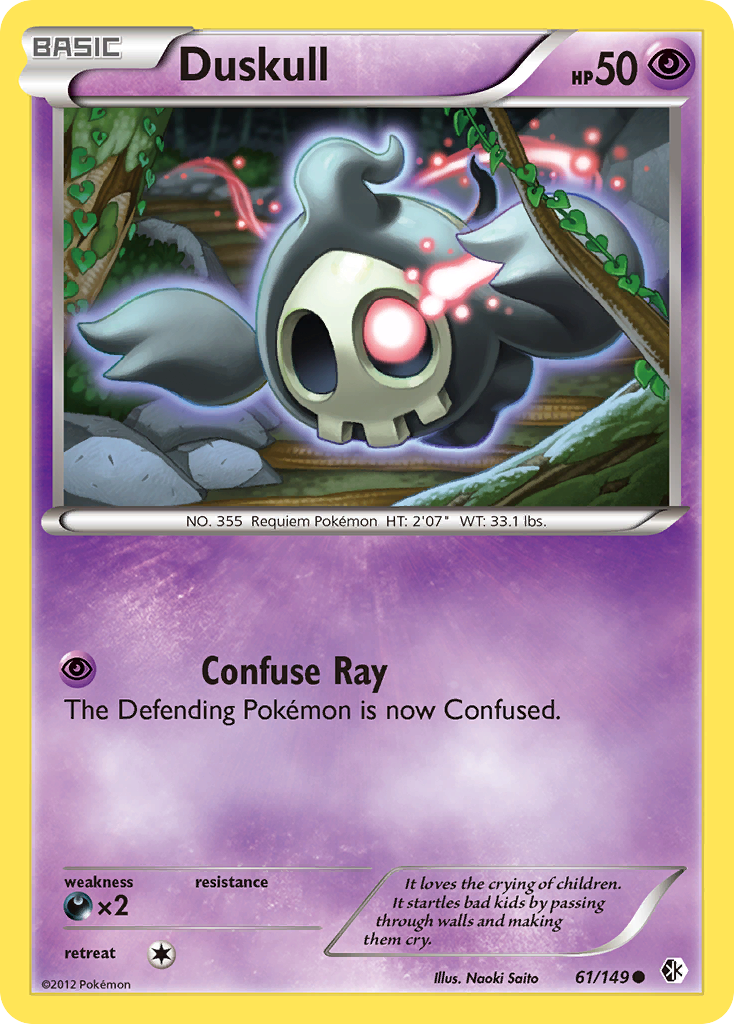 BASIC
Duskull
HP50
NO. 355 Requiem Pokémon HT: 2'07" WT: 33.1 lbs.
Confuse Ray
The Defending Pokémon is now Confused.
weakness resistance
×2
retreat
It loves the crying of children.
It startles bad kids by passing
through walls and making
them cry.
©2012 Pokémon
Illus. Naoki Saito
61/149